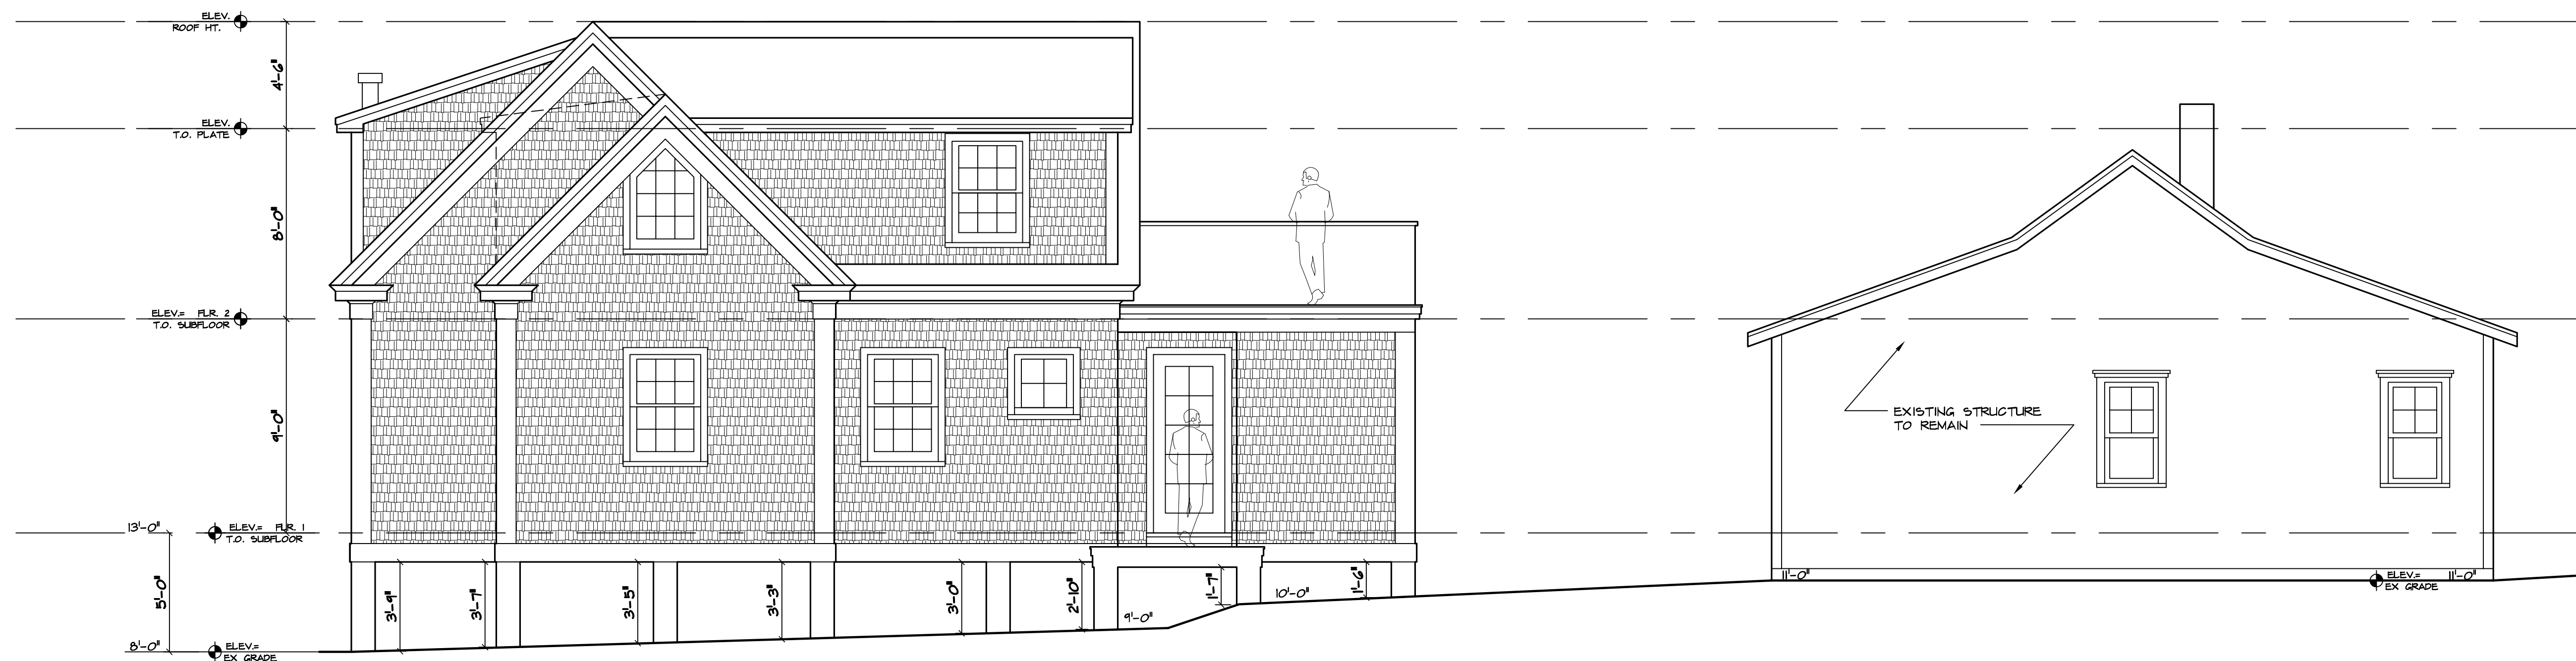 ELEV.
ROOF HT.
4'-6"
ELEV.
T.O. PLATE
8'-0"
ELEV.= FLR. 2
T.O. SUBFLOOR
9'-0"
EXISTING STRUCTURE
TO REMAIN
13'-0"
ELEV.= FLR. 1
T.O. SUBFLOOR
5'-0"
3'-9"
3'-7"
3'-5"
3'-3"
3'-0"
2'-10"
1'-7"
1'-6"
9'-0"
10'-0"
11'-0"
ELEV.=
EX GRADE
11'-0"
8'-0"
ELEV.=
EX GRADE